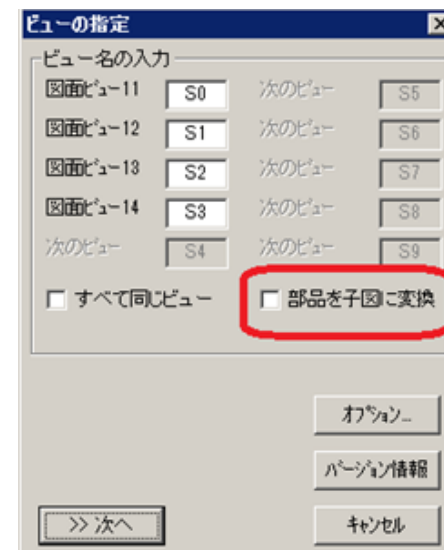 ビューの指定
ビュー名の入力
図面ﾋﾞｭｰ11 S0 次のﾋﾞｭｰ S5
図面ﾋﾞｭｰ12 S1 次のﾋﾞｭｰ S6
図面ﾋﾞｭｰ13 S2 次のﾋﾞｭｰ S7
図面ﾋﾞｭｰ14 S3 次のﾋﾞｭｰ S8
次のﾋﾞｭｰ S4 次のﾋﾞｭｰ S9
すべて同じビュー 部品を子図に変換
ｵﾌﾟｼｮﾝ...
ﾊﾞｰｼﾞｮﾝ情報
>> 次へ ｷｬﾝｾﾙ